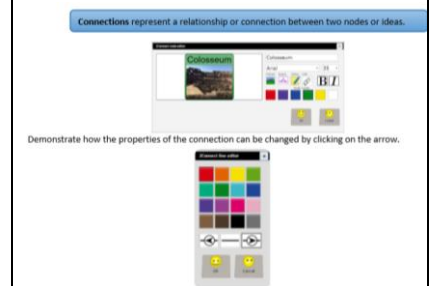 Connections represent a relationship or connection between two nodes or ideas.
Colosseum
Colosseum
Arial
B I
Demonstrate how the properties of the connection can be changed by clicking on the arrow.